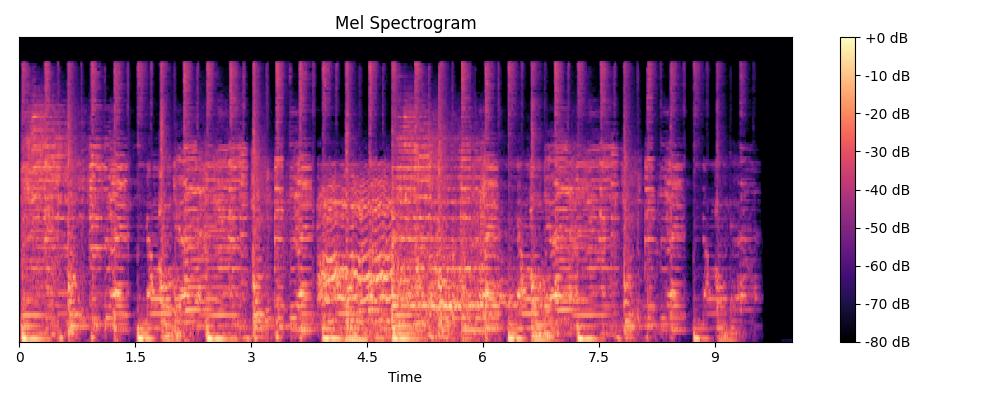 Mel Spectrogram
+0 dB
-10 dB
-20 dB
-30 dB
-40 dB
-50 dB
-60 dB
-70 dB
-80 dB
0 1.5 3 4.5 6 7.5 9
Time